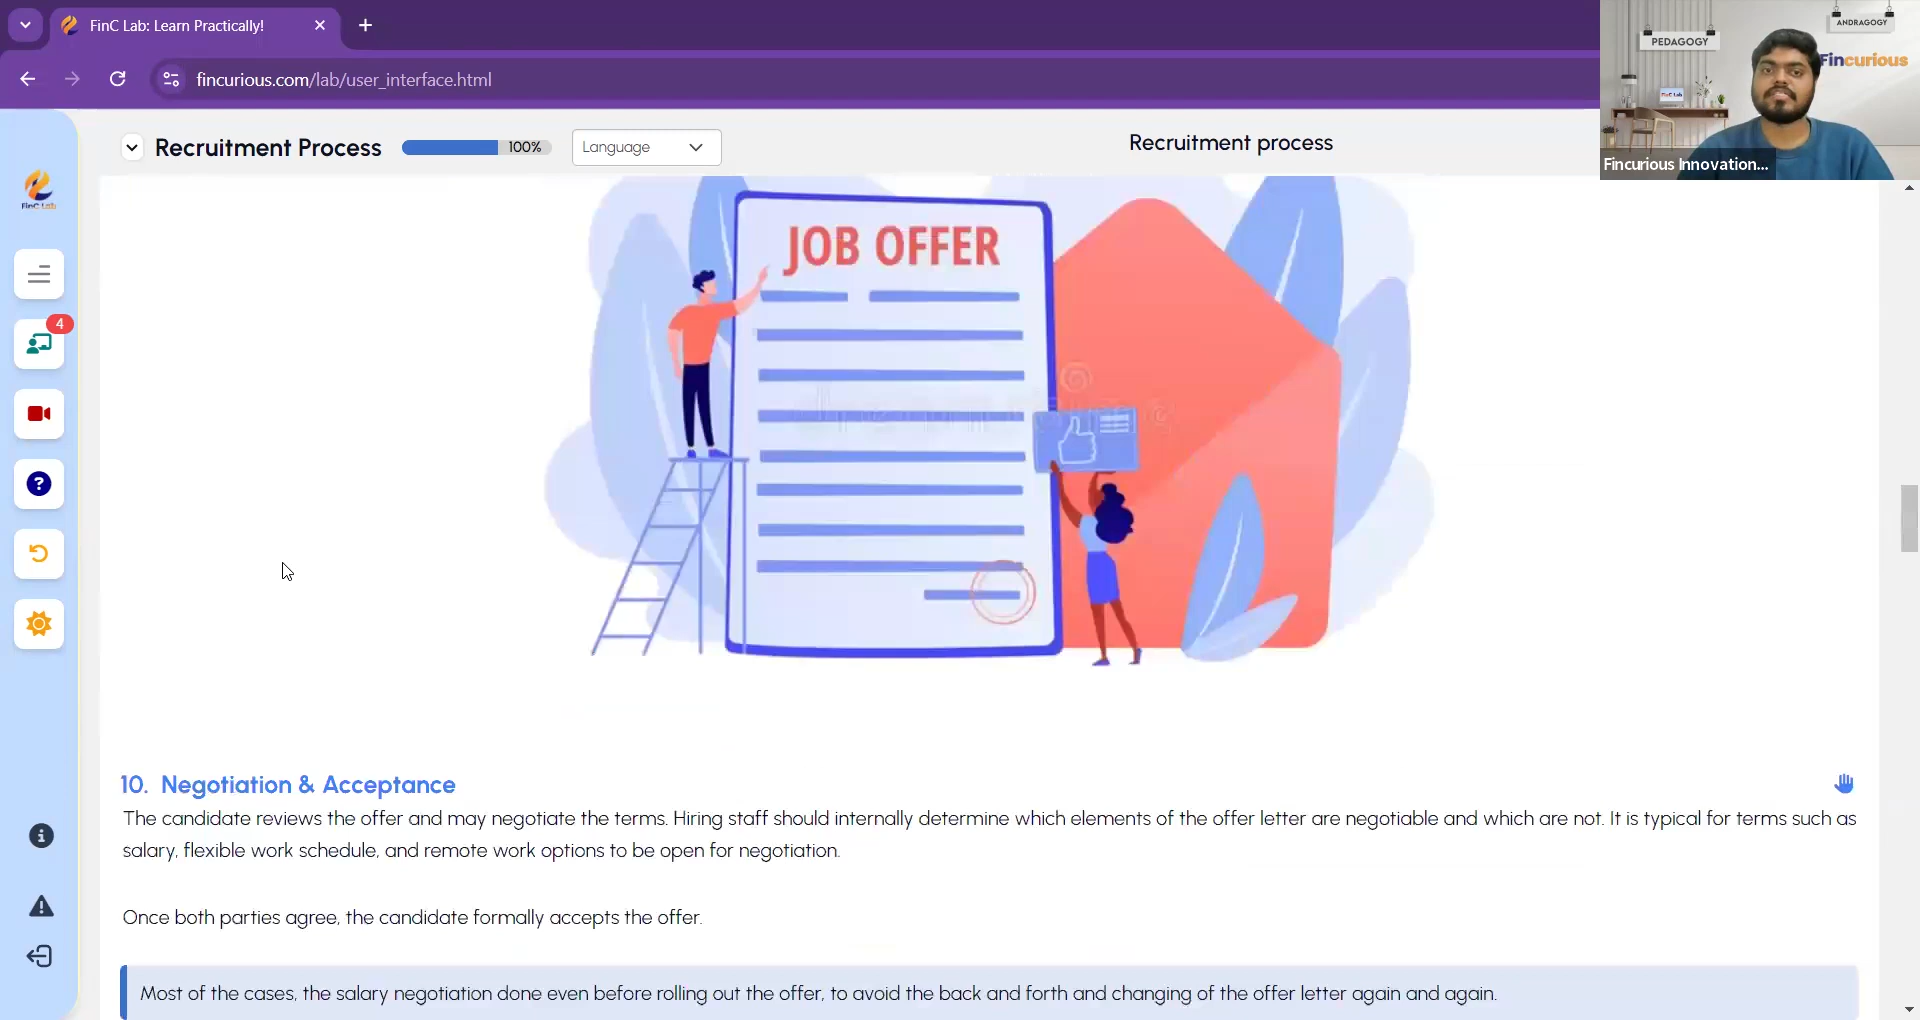 FinC Lab: Learn Practically!
fincurious.com/lab/user_interface.html
PEDAGOGY
ANDRAGOGY
Fincurious
FinC Lab
Fincurious Innovation...
Recruitment Process
100%
Language
Recruitment process
FinC Lab
4
JOB OFFER
10. Negotiation & Acceptance
The candidate reviews the offer and may negotiate the terms. Hiring staff should internally determine which elements of the offer letter are negotiable and which are not. It is typical for terms such as
salary, flexible work schedule, and remote work options to be open for negotiation.
Once both parties agree, the candidate formally accepts the offer.
Most of the cases, the salary negotiation done even before rolling out the offer, to avoid the back and forth and changing of the offer letter again and again.